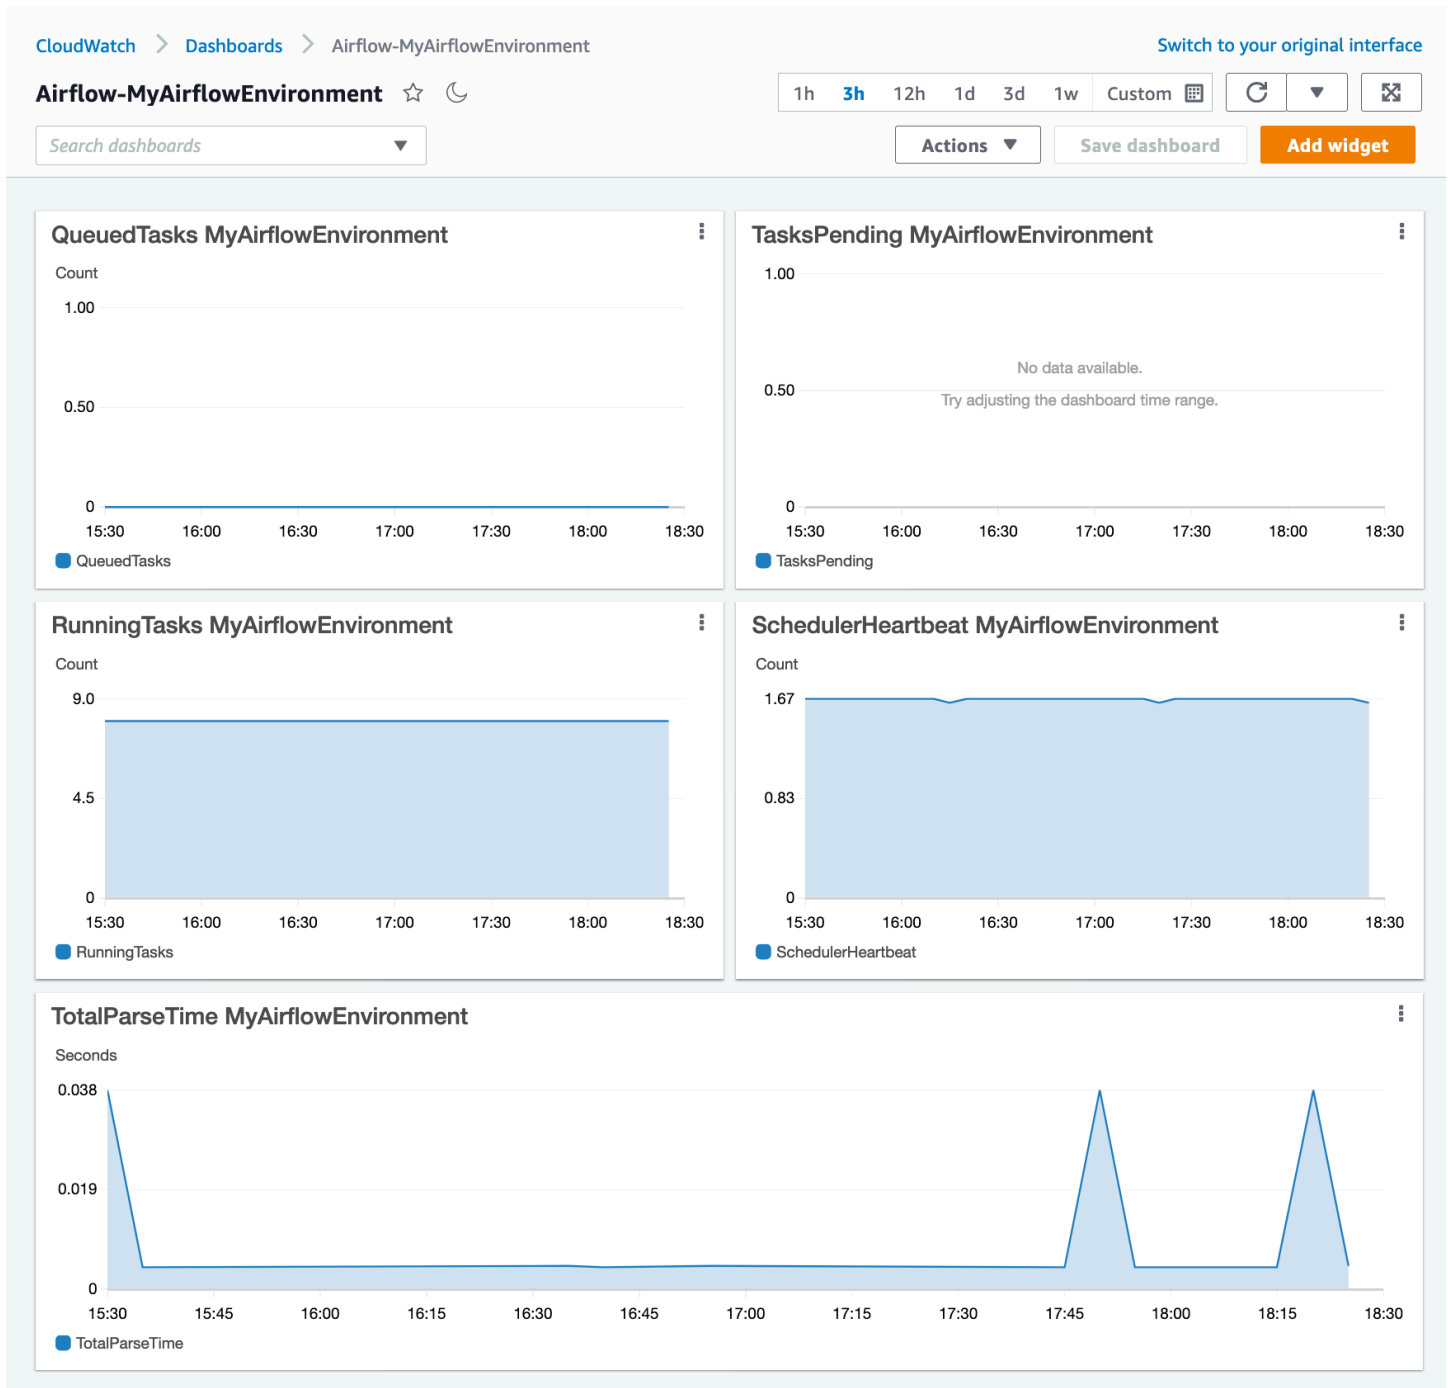 CloudWatch > Dashboards > Airflow-MyAirflowEnvironment
Switch to your original interface
Airflow-MyAirflowEnvironment
1h 3h 12h 1d 3d 1w Custom
Search dashboards
Actions
Save dashboard
Add widget
QueuedTasks MyAirflowEnvironment
Count
1.00
0.50
0
15:30 16:00 16:30 17:00 17:30 18:00 18:30
QueuedTasks
TasksPending MyAirflowEnvironment
1.00
No data available.
0.50
Try adjusting the dashboard time range.
0
15:30 16:00 16:30 17:00 17:30 18:00 18:30
TasksPending
RunningTasks MyAirflowEnvironment
Count
9.0
4.5
0
15:30 16:00 16:30 17:00 17:30 18:00 18:30
RunningTasks
SchedulerHeartbeat MyAirflowEnvironment
Count
1.67
0.83
0
15:30 16:00 16:30 17:00 17:30 18:00 18:30
SchedulerHeartbeat
TotalParseTime MyAirflowEnvironment
Seconds
0.038
0.019
0
15:30 15:45 16:00 16:15 16:30 16:45 17:00 17:15 17:30 17:45 18:00 18:15 18:30
TotalParseTime